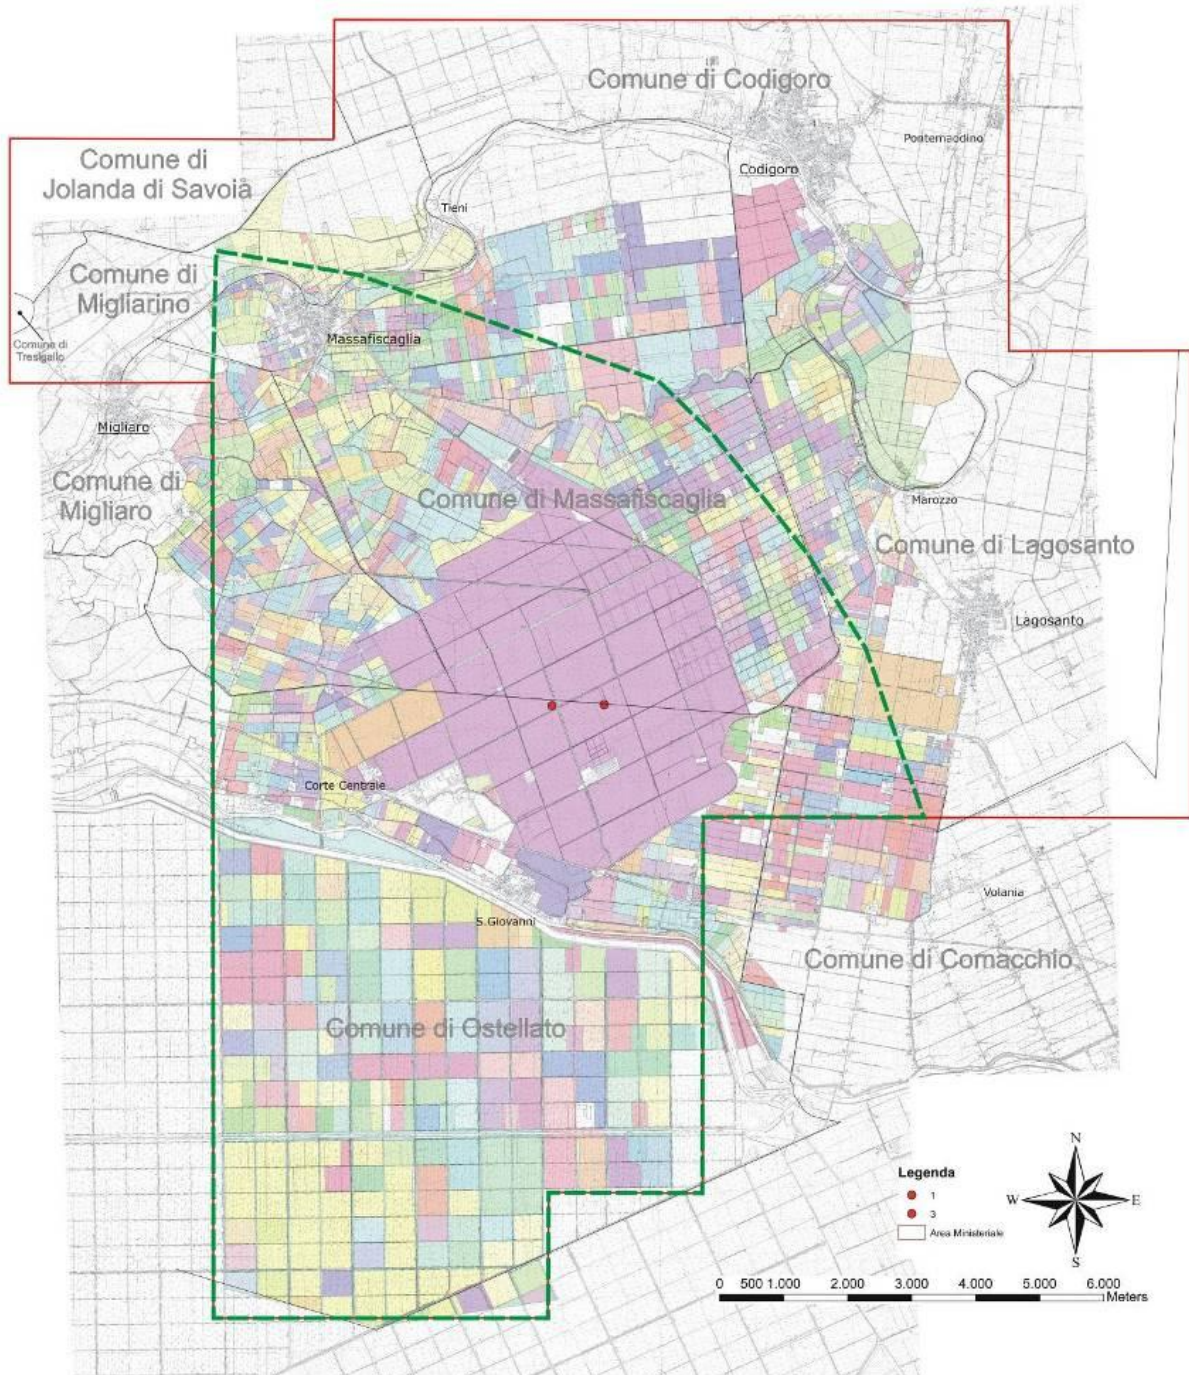 Comune di Codigoro
Pontemaddino
Comune di
Jolanda di Savoia
Codigoro
Tieni
Comune di
Migliarino
Comune di
Tresigallo
Massafiscaglia
Migliaro
Comune di
Migliaro
Comune di Massafiscaglia
Marozzo
Comune di Lagosanto
Lagosanto
Corte Centrale
Volania
S.Giovanni
Comune di Comacchio
Comune di Ostellato
N
W
E
S
Legenda
1
3
Area Ministeriale
0 500 1.000 2.000 3.000 4.000 5.000 6.000
Meters